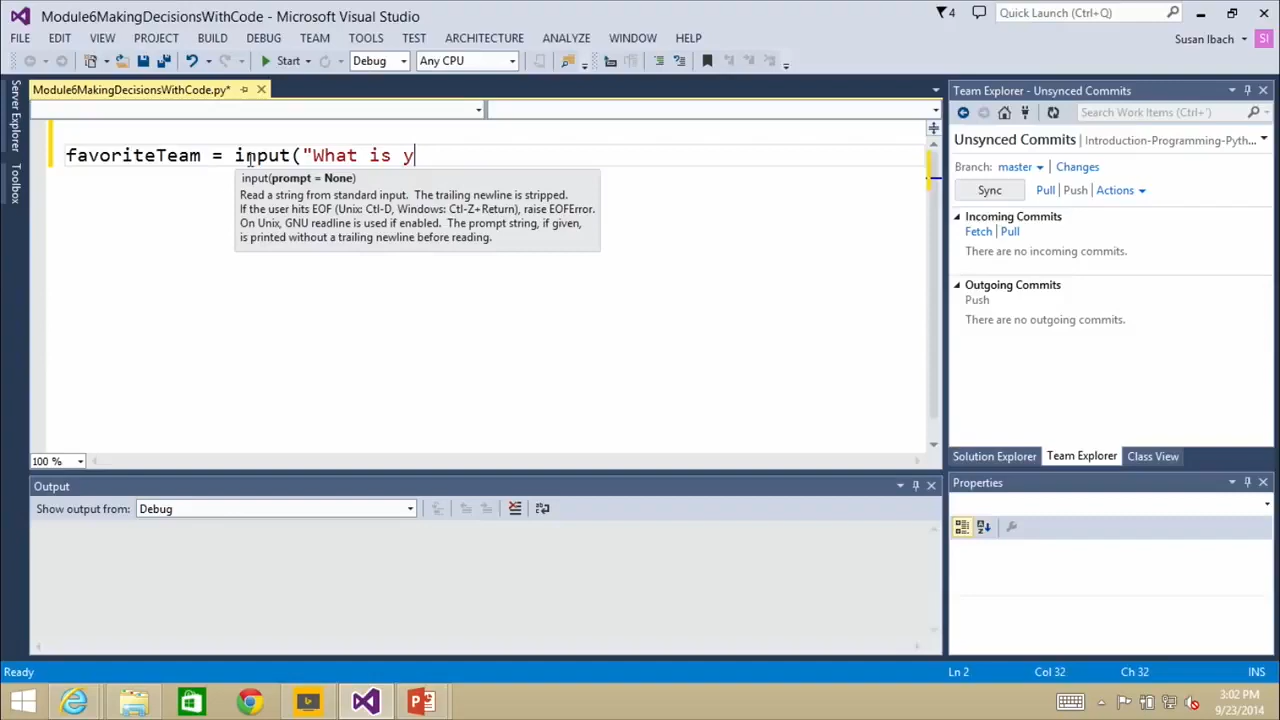 Module6MakingDecisionsWithCode - Microsoft Visual Studio
4
Quick Launch (Ctrl+Q)
FILE EDIT VIEW PROJECT BUILD DEBUG TEAM TOOLS TEST ARCHITECTURE ANALYZE WINDOW HELP
Susan Ibach SI
Start Debug Any CPU
Server Explorer
Toolbox
Module6MakingDecisionsWithCode.py*
favoriteTeam = input("What is y
input(prompt = None)
Read a string from standard input. The trailing newline is stripped.
If the user hits EOF (Unix: Ctl-D, Windows: Ctl-Z+Return), raise EOFError.
On Unix, GNU readline is used if enabled. The prompt string, if given,
is printed without a trailing newline before reading.
100 %
Output
Show output from: Debug
Team Explorer - Unsynced Commits
Search Work Items (Ctrl+')
Unsynced Commits Introduction-Programming-Pyth
Branch: master Changes
Sync Pull Push Actions
Incoming Commits
Fetch Pull
There are no incoming commits.
Outgoing Commits
Push
There are no outgoing commits.
Solution Explorer Team Explorer Class View
Properties
Ready Ln 2 Col 32 Ch 32 INS
3:02 PM
9/23/2014